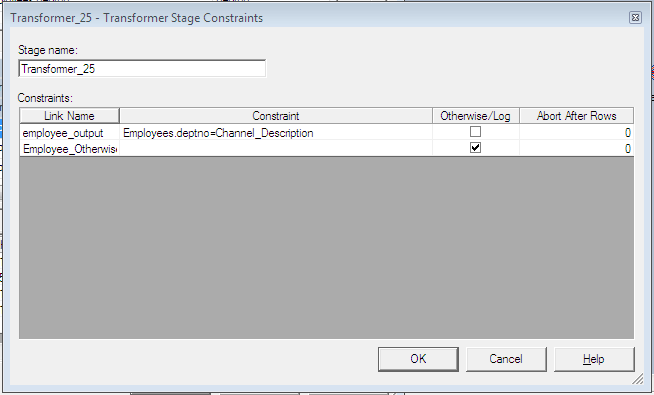 Transformer_25 - Transformer Stage Constraints
Stage name:
Transformer_25
Constraints:
Link Name Constraint Otherwise/Log Abort After Rows
employee_output Employees.deptno=Channel_Description 0
Employee_Otherwise 0
OK Cancel Help